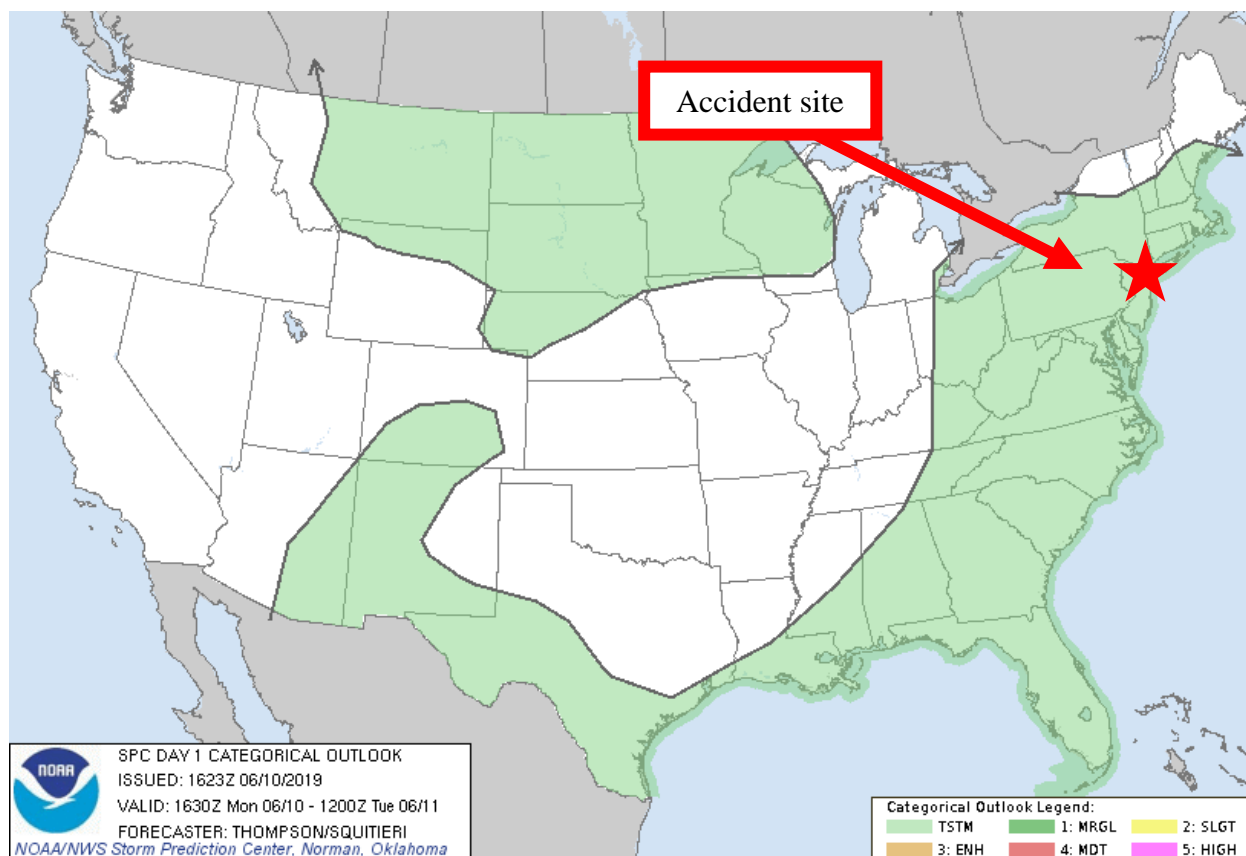 Accident site
NOAA
SPC DAY 1 CATEGORICAL OUTLOOK
ISSUED: 1623Z 06/10/2019
VALID: 1630Z Mon 06/10 - 1200Z Tue 06/11
FORECASTER: THOMPSON/SQUITIERI
NOAA/NWS Storm Prediction Center, Norman, Oklahoma
Categorical Outlook Legend:
TSTM 1: MRGL 2: SLGT
3: ENH 4: MDT 5: HIGH